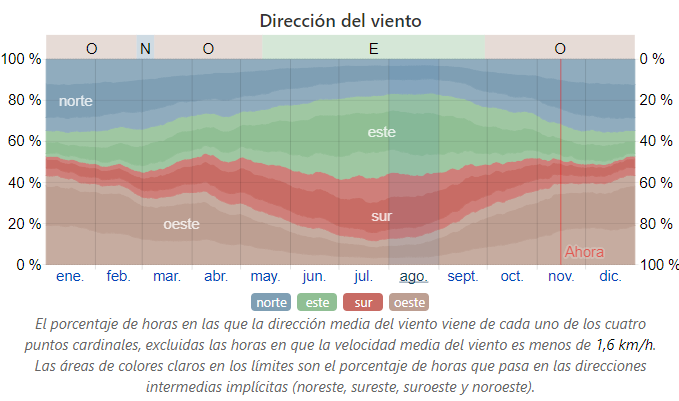 Dirección del viento
O N O E O
100 % 0 %
norte
80 % 20 %
este
60 % 40 %
40 % 60 %
oeste sur
20 % 80 %
Ahora
0 % 100 %
ene. feb. mar. abr. may. jun. jul. ago. sept. oct. nov. dic.
norte este sur oeste
El porcentaje de horas en las que la dirección media del viento viene de cada uno de los cuatro
puntos cardinales, excluidas las horas en que la velocidad media del viento es menos de 1,6 km/h.
Las áreas de colores claros en los límites son el porcentaje de horas que pasa en las direcciones
intermedias implícitas (noreste, sureste, suroeste y noroeste).